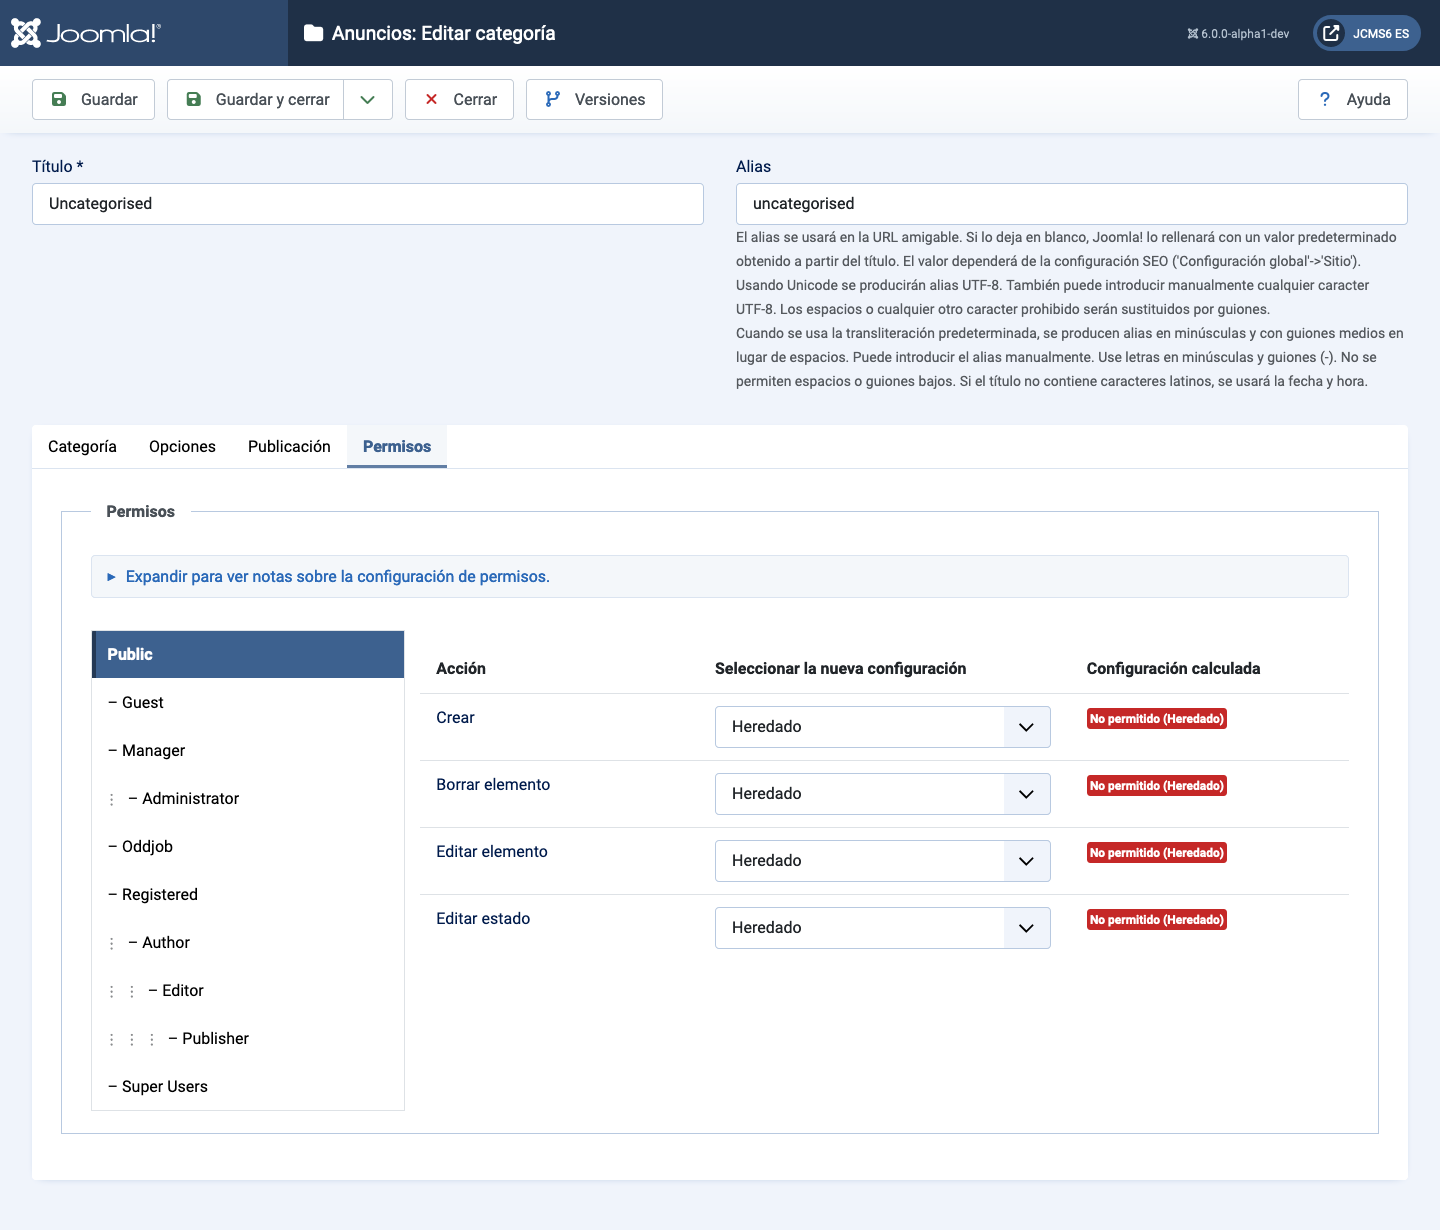 Joomla!®
Anuncios: Editar categoría
6.0.0-alpha1-dev
JCMS6 ES
Guardar
Guardar y cerrar
Cerrar
Versiones
? Ayuda
Título *
Uncategorised
Alias
uncategorised
El alias se usará en la URL amigable. Si lo deja en blanco, Joomla! lo rellenará con un valor predeterminado
obtenido a partir del título. El valor dependerá de la configuración SEO ('Configuración global'->'Sitio').
Usando Unicode se producirán alias UTF-8. También puede introducir manualmente cualquier caracter
UTF-8. Los espacios o cualquier otro caracter prohibido serán sustituidos por guiones.
Cuando se usa la transliteración predeterminada, se producen alias en minúsculas y con guiones medios en
lugar de espacios. Puede introducir el alias manualmente. Use letras en minúsculas y guiones (-). No se
permiten espacios o guiones bajos. Si el título no contiene caracteres latinos, se usará la fecha y hora.
Categoría
Opciones
Publicación
Permisos
Permisos
Expandir para ver notas sobre la configuración de permisos.
Public
– Guest
– Manager
⋮ – Administrator
– Oddjob
– Registered
⋮ – Author
⋮ ⋮ – Editor
⋮ ⋮ ⋮ – Publisher
– Super Users
Acción Seleccionar la nueva configuración Configuración calculada
Crear Heredado No permitido (Heredado)
Borrar elemento Heredado No permitido (Heredado)
Editar elemento Heredado No permitido (Heredado)
Editar estado Heredado No permitido (Heredado)